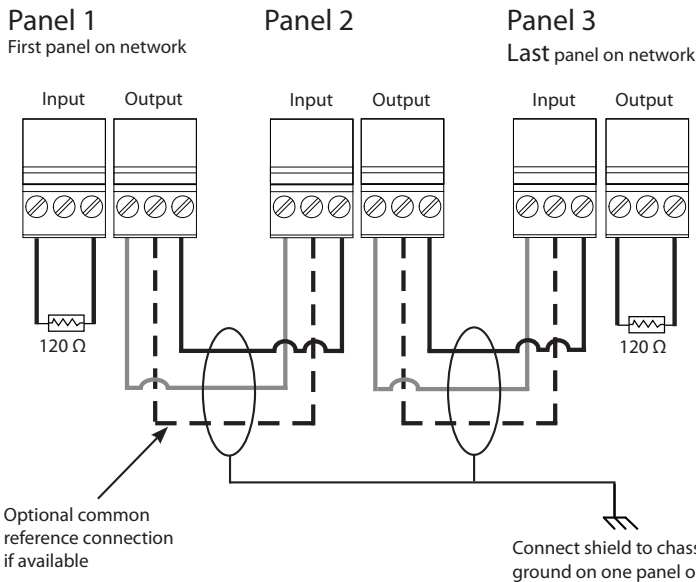 Panel 1
First panel on network
Panel 2
Panel 3
Last panel on network
Input Output
Input Output
Input Output
120 Ω
120 Ω
Optional common
reference connection
if available
Connect shield to chass
ground on one panel o